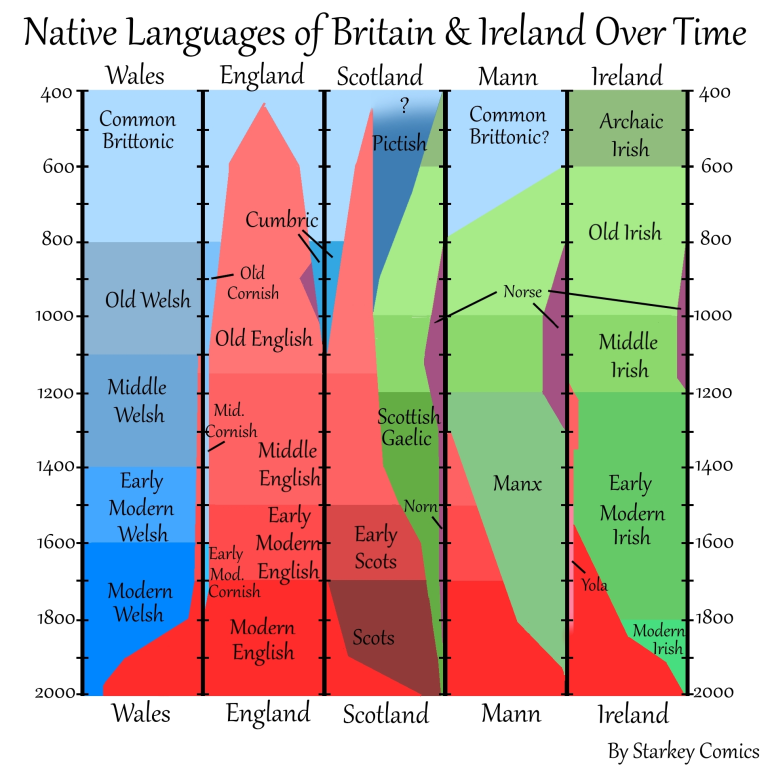 Native Languages of Britain & Ireland Over Time
Wales England Scotland Mann Ireland
400 400
600 600
800 800
1000 1000
1200 1200
1400 1400
1600 1600
1800 1800
2000 2000
Common
Brittonic
Old Welsh
Middle
Welsh
Early
Modern
Welsh
Modern
Welsh
Cumbric
Old
Cornish
Old English
Mid.
Cornish
Middle
English
Early
Modern
English
Early
Mod.
Cornish
Modern
English
?
Pictish
Scottish
Gaelic
Norn
Early
Scots
Scots
Common
Brittonic?
Norse
Manx
Archaic
Irish
Old Irish
Middle
Irish
Early
Modern
Irish
Yola
Modern
Irish
Wales England Scotland Mann Ireland
By Starkey Comics